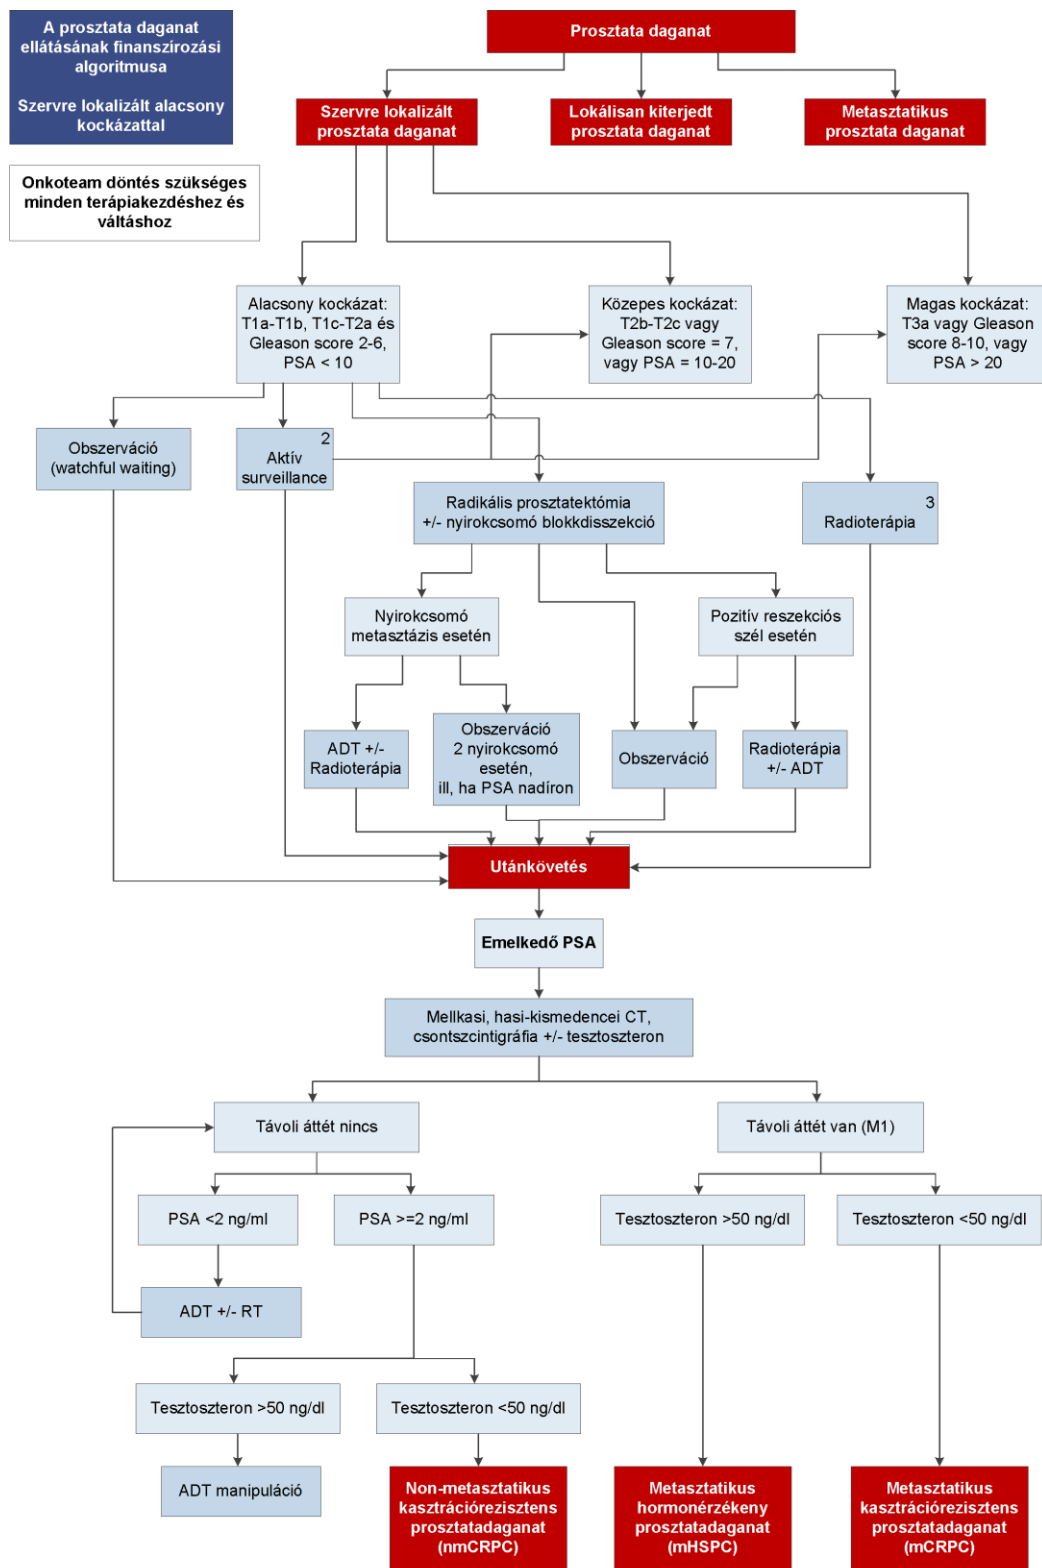 A prosztata daganat
ellátásának finanszírozási
algoritmusa
Szervre lokalizált alacsony
kockázattal
Onkoteam döntés szükséges
minden terápiakezdéshez és
váltáshoz
Prosztata daganat
Szervre lokalizált
prosztata daganat
Lokálisan kiterjedt
prosztata daganat
Metasztatikus
prosztata daganat
Alacsony kockázat:
T1a-T1b, T1c-T2a és
Gleason score 2-6,
PSA < 10
Közepes kockázat:
T2b-T2c vagy
Gleason score = 7,
vagy PSA = 10-20
Magas kockázat:
T3a vagy Gleason
score 8-10, vagy
PSA > 20
Obszerváció
(watchful waiting)
2
Aktív
surveillance
Radikális prosztatektómia
+/- nyirokcsomó blokkdisszekció
3
Radioterápia
Nyirokcsomó
metasztázis esetén
Pozitív reszekciós
szél esetén
ADT +/-
Radioterápia
Obszerváció
2 nyirokcsomó
esetén,
ill, ha PSA nadíron
Obszerváció
Radioterápia
+/- ADT
Utánkövetés
Emelkedő PSA
Mellkasi, hasi-kismedencei CT,
csontszcintigráfia +/- tesztoszteron
Távoli áttét nincs
Távoli áttét van (M1)
PSA <2 ng/ml
PSA >=2 ng/ml
Tesztoszteron >50 ng/dl
Tesztoszteron <50 ng/dl
ADT +/- RT
Tesztoszteron >50 ng/dl
Tesztoszteron <50 ng/dl
ADT manipuláció
Non-metasztatikus
kasztrációrezisztens
prosztatadaganat
(nmCRPC)
Metasztatikus
hormonérzékeny
prosztatadaganat
(mHSPC)
Metasztatikus
kasztrációrezisztens
prosztatadaganat
(mCRPC)